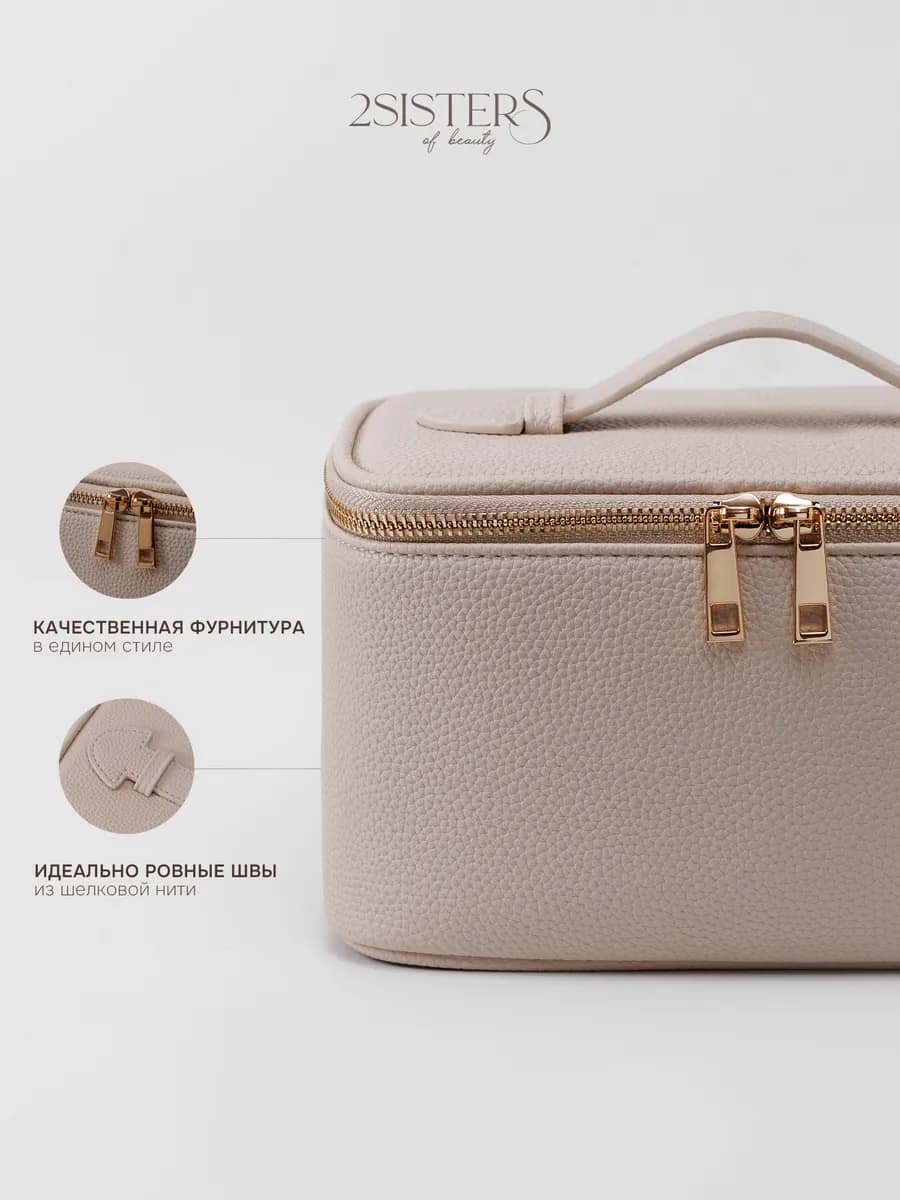 2SISTERS
of beauty
КАЧЕСТВЕННАЯ ФУРНИТУРА
в едином стиле
ИДЕАЛЬНО РОВНЫЕ ШВЫ
из шелковой нити